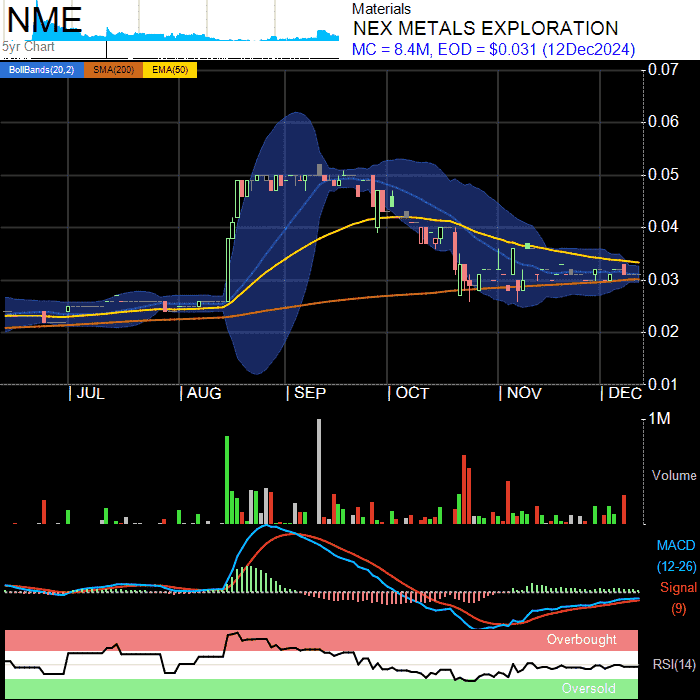 NME
5yr Chart
Materials
NEX METALS EXPLORATION
MC = 8.4M, EOD = $0.031 (12Dec2024)
BollBands(20,2) SMA(200) EMA(50)
0.07
0.06
0.05
0.04
0.03
0.02
0.01
JUL AUG SEP OCT NOV DEC
1M
Volume
MACD
(12-26)
Signal
(9)
Overbought
RSI(14)
Oversold